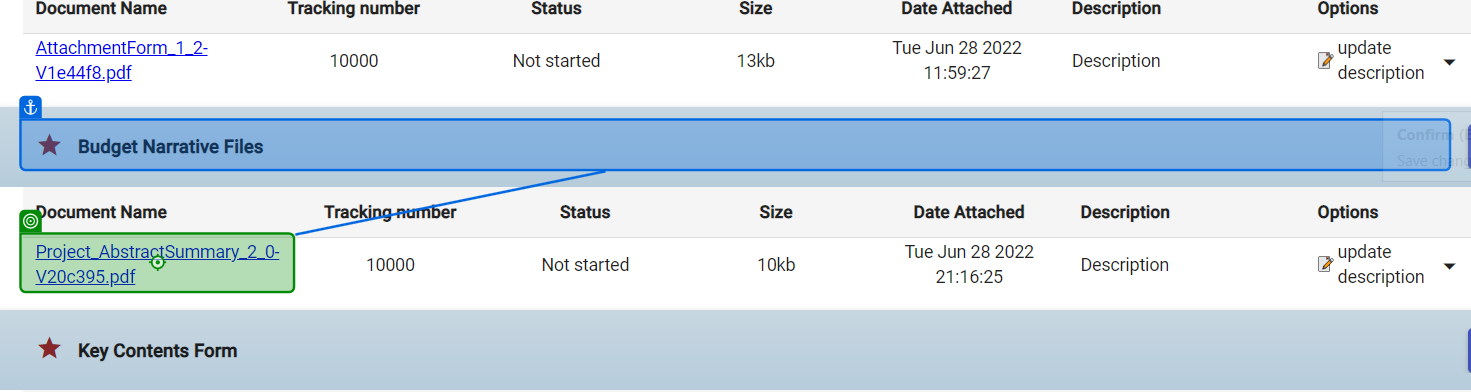 Document Name Tracking number Status Size Date Attached Description Options
AttachmentForm_1_2-V1e44f8.pdf 10000 Not started 13kb Tue Jun 28 2022 11:59:27 Description update description
Budget Narrative Files
Confirm (E
Save chang
Document Name Tracking number Status Size Date Attached Description Options
Project_AbstractSummary_2_0-V20c395.pdf 10000 Not started 10kb Tue Jun 28 2022 21:16:25 Description update description
Key Contents Form